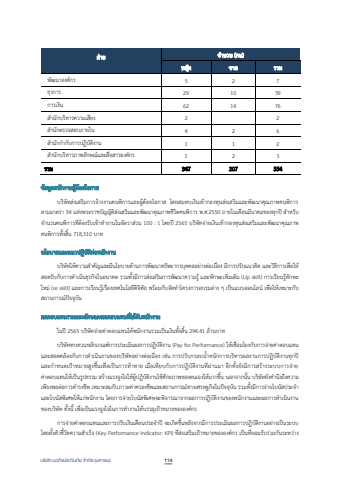 ฝ่าย จำนวน (คน)
หญิง ชาย รวม
พัฒนาองค์กร 5 2 7
ธุรการ 29 10 39
การเงิน 62 14 76
สำนักบริหารความเสี่ยง 2 2
สำนักตรวจสอบภายใน 4 2 6
สำนักกำกับการปฏิบัติงาน 1 1 2
สำนักบริหารภาพลักษณ์และสื่อสารองค์กร 1 2 3
รวม 347 207 554
ข้อมูลสวัสดิการผู้ด้อยโอกาส
บริษัทส่งเสริมการจ้างงานคนพิการและผู้ด้อยโอกาส โดยสมทบเงินเข้ากองทุนส่งเสริมและพัฒนาคุณภาพคนพิการ
ตามมาตรา 34 แห่งพระราชบัญญัติส่งเสริมและพัฒนาคุณภาพชีวิตคนพิการ พ.ศ.2550 ภายในเดือนมีนาคมของทุกปี สำหรับ
จำนวนคนพิการที่ต้องรับเข้าทำงานในอัตราส่วน 100 : 1 โดยปี 2565 บริษัทจ่ายเงินเข้ากองทุนส่งเสริมและพัฒนาคุณภาพ
คนพิการทั้งสิ้น 718,310 บาท
นโยบายและแนวปฏิบัติต่อพนักงาน
บริษัทให้ความสำคัญและมีนโยบายด้านการพัฒนาทรัพยากรบุคคลอย่างต่อเนื่อง มีการปรับแนวคิด และวิธีการเพื่อให้
สอดรับกับการดำเนินธุรกิจในอนาคต รวมทั้งมีการส่งเสริมการพัฒนาความรู้ และทักษะเพิ่มเติม (Up skill) การเรียนรู้ทักษะ
ใหม่ (re skill) และการเรียนรู้เรื่องเทคโนโลยีดิจิทัล พร้อมกับจัดทำโครงการอบรมต่าง ๆ เป็นแบบออนไลน์ เพื่อให้เหมาะกับ
สถานการณ์ปัจจุบัน
ในปี 2565 บริษัทจ่ายค่าตอบแทนให้พนักงานรวมเป็นเงินทั้งสิ้น 296.41 ล้านบาท
บริษัททบทวนหลักเกณฑ์การประเมินผลการปฏิบัติงาน (Pay for Performance) ให้เชื่อมโยงกับการจ่ายค่าตอบแทน
และสอดคล้องกับการดำเนินงานของบริษัทอย่างต่อเนื่อง เช่น การปรับกรอบน้ำหนักการบริหารผลงานการปฏิบัติงานทุกปี
และกำหนดเป้าหมายสูงขึ้นเพื่อเป็นการท้าทาย เมื่อเทียบกับการปฏิบัติงานที่ผ่านมา อีกทั้งยังมีการสร้างระบบการจ่าย
ค่าตอบแทนให้เป็นรูปธรรม สร้างแรงจูงใจให้ผู้ปฏิบัติงานใช้ศักยภาพของตนเองให้มากขึ้น นอกจากนั้น บริษัทยังคำนึงถึงความ
เพียงพอต่อการดำรงชีพ เหมาะสมกับภาวะค่าครองชีพและสถานการณ์ทางเศรษฐกิจในปัจจุบัน รวมทั้งมีการจ่ายโบนัสประจำ
และโบนัสพิเศษให้แก่พนักงาน โดยการจ่ายโบนัสพิเศษจะพิจารณาจากผลการปฏิบัติงานของพนักงานและผลการดำเนินงาน
ของบริษัท ทั้งนี้ เพื่อเป็นแรงจูงใจในการทำงานให้บรรลุเป้าหมายขององค์กร
การจ่ายค่าตอบแทนและการปรับเงินเดือนประจำปี จะเกิดขึ้นหลังจากมีการประเมินผลการปฏิบัติงานอย่างเป็นระบบ
โดยตั้งตัวชี้วัดความสำเร็จ (Key Performance Indicator: KPI) ที่ส่งเสริมเป้าหมายขององค์กร เป็นที่ยอมรับร่วมกันระหว่าง
114